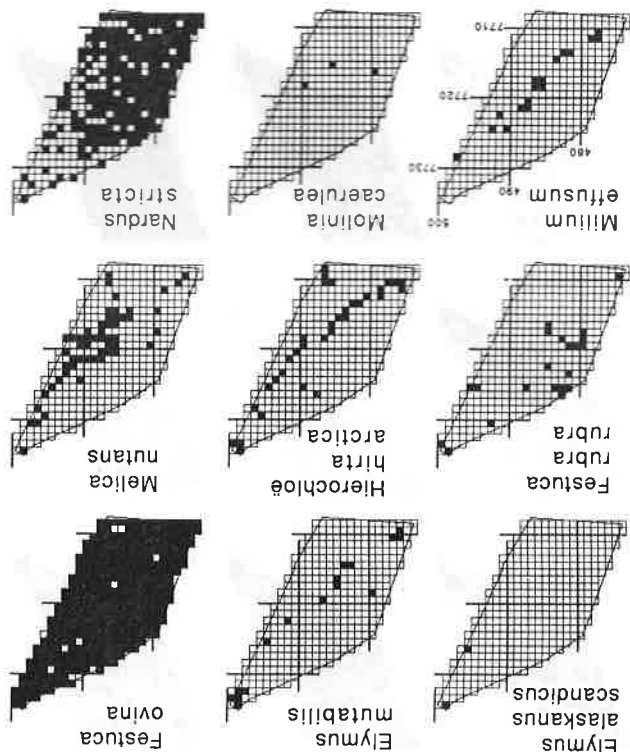 Elymus
alaskanus
scandicus
Elymus
mutabilis
Festuca
ovina
Festuca
rubra
rubra
Hierochloë
hirta
arctica
Melica
nutans
Milium
effusum
500
490
480
7730
7720
7710
Molinia
caerulea
Nardus
stricta